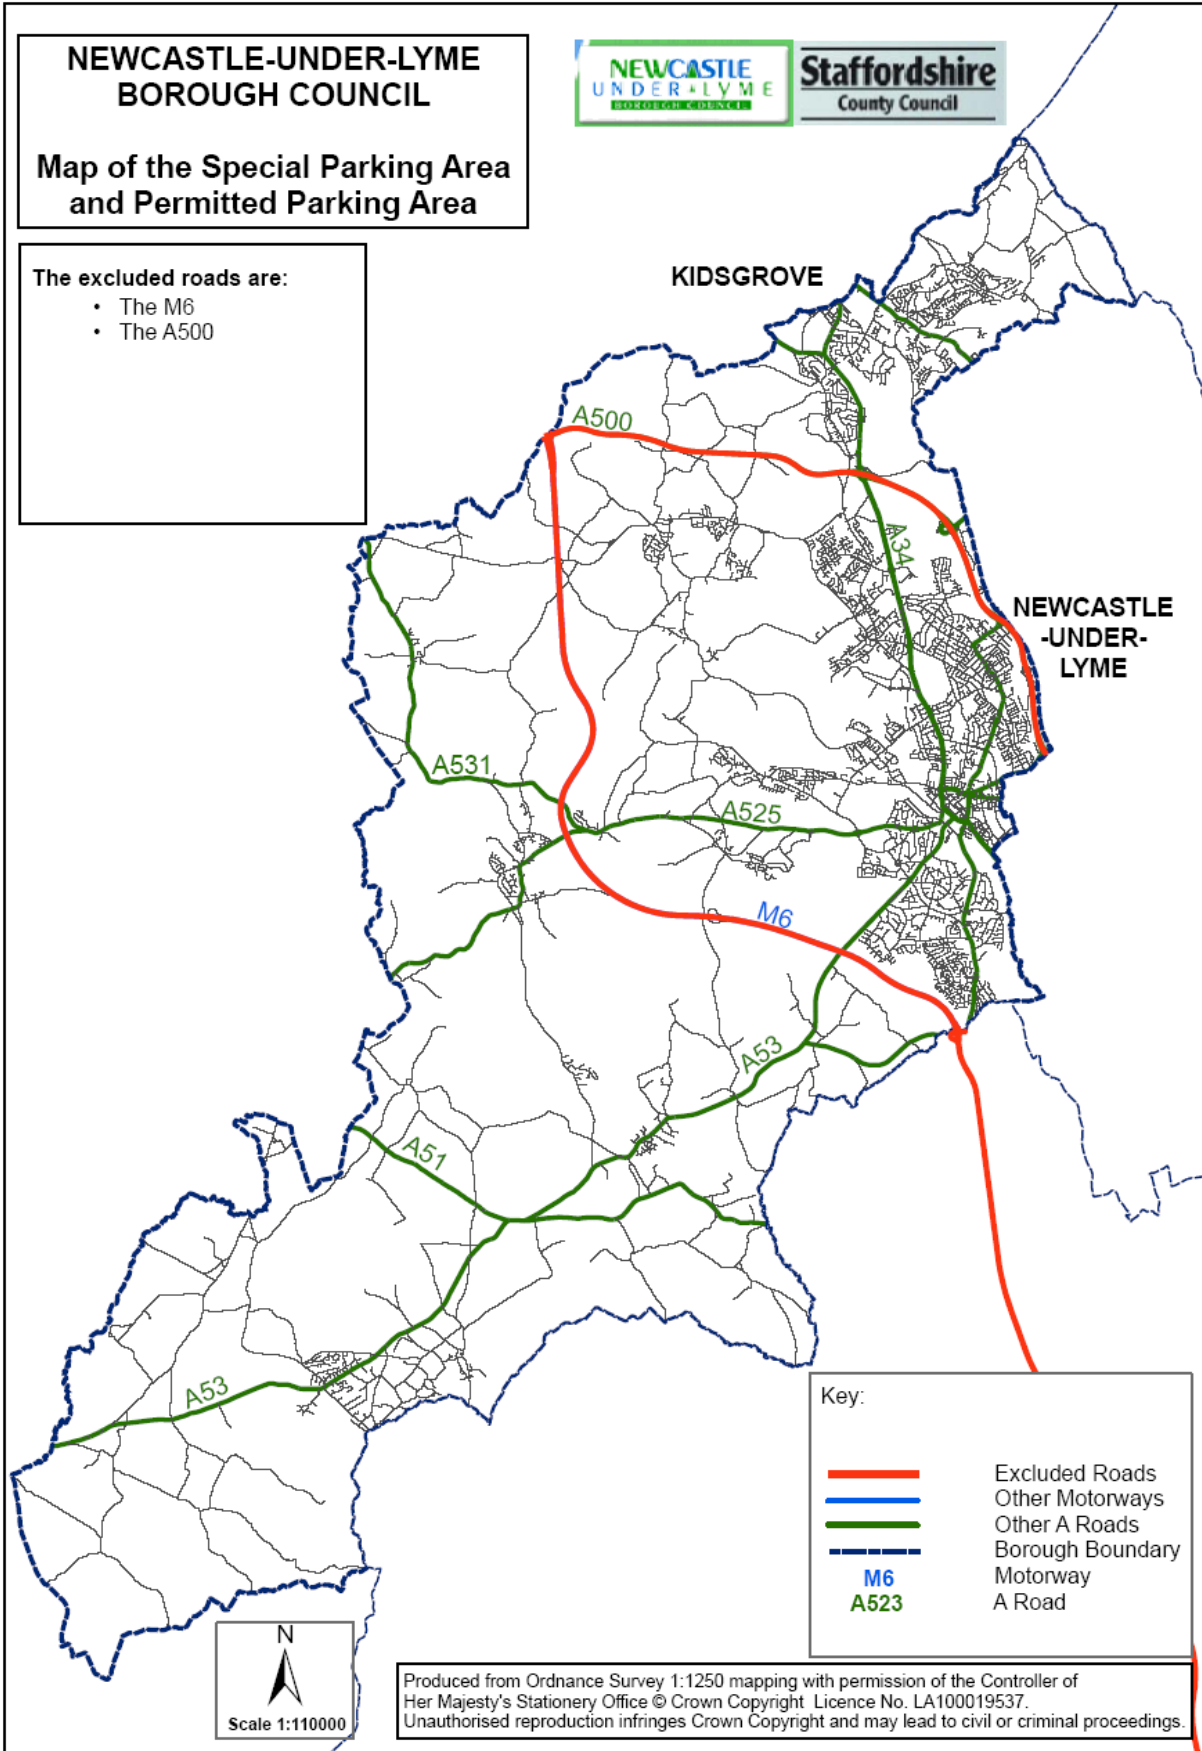 NEWCASTLE-UNDER-LYME
BOROUGH COUNCIL
Map of the Special Parking Area
and Permitted Parking Area
NEWCASTLE
UNDER LYME
BOROUGH COUNCIL
Staffordshire
County Council
The excluded roads are:
• The M6
• The A500
KIDSGROVE
A500
A34
NEWCASTLE
-UNDER-
LYME
A531
A525
M6
A53
A51
A53
Key:
Excluded Roads
Other Motorways
Other A Roads
Borough Boundary
M6 Motorway
A523 A Road
N
Scale 1:110000
Produced from Ordnance Survey 1:1250 mapping with permission of the Controller of
Her Majesty's Stationery Office © Crown Copyright Licence No. LA100019537.
Unauthorised reproduction infringes Crown Copyright and may lead to civil or criminal proceedings.